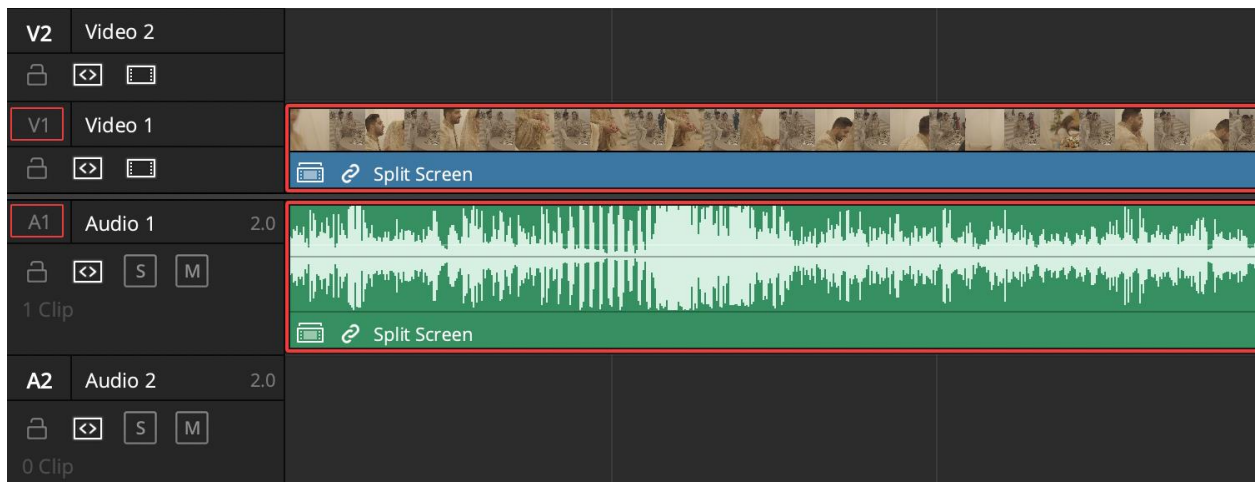 V2 Video 2
V1 Video 1
Split Screen
A1 Audio 1 2.0
S M
1 Clip
Split Screen
A2 Audio 2 2.0
S M
0 Clip